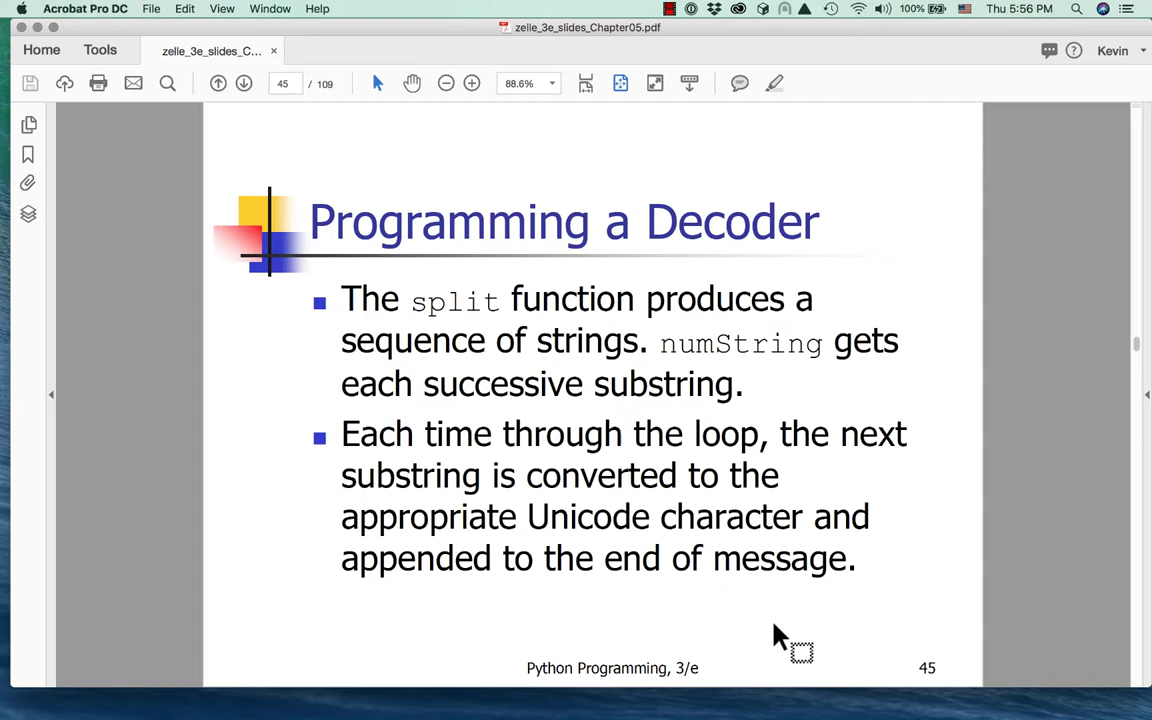 Acrobat Pro DC File Edit View Window Help 100% Thu 5:56 PM
zelle_3e_slides_Chapter05.pdf
Home Tools zelle_3e_slides_C... × Kevin
45 / 109 88.6%
Programming a Decoder
The split function produces a
sequence of strings. numString gets
each successive substring.
Each time through the loop, the next
substring is converted to the
appropriate Unicode character and
appended to the end of message.
Python Programming, 3/e 45